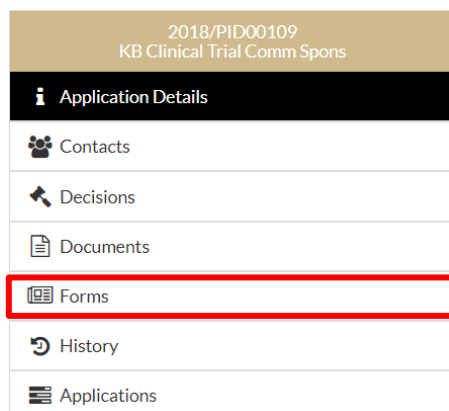 2018/PID00109
KB Clinical Trial Comm Spons
Application Details
Contacts
Decisions
Documents
Forms
History
Applications